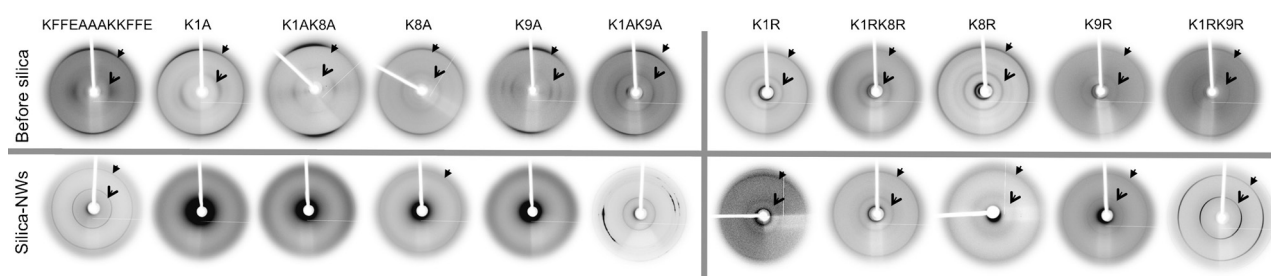 KFFEAAAKKFFE K1A K1AK8A K8A K9A K1AK9A K1R K1RK8R K8R K9R K1RK9R
Before silica
Silica-NWs